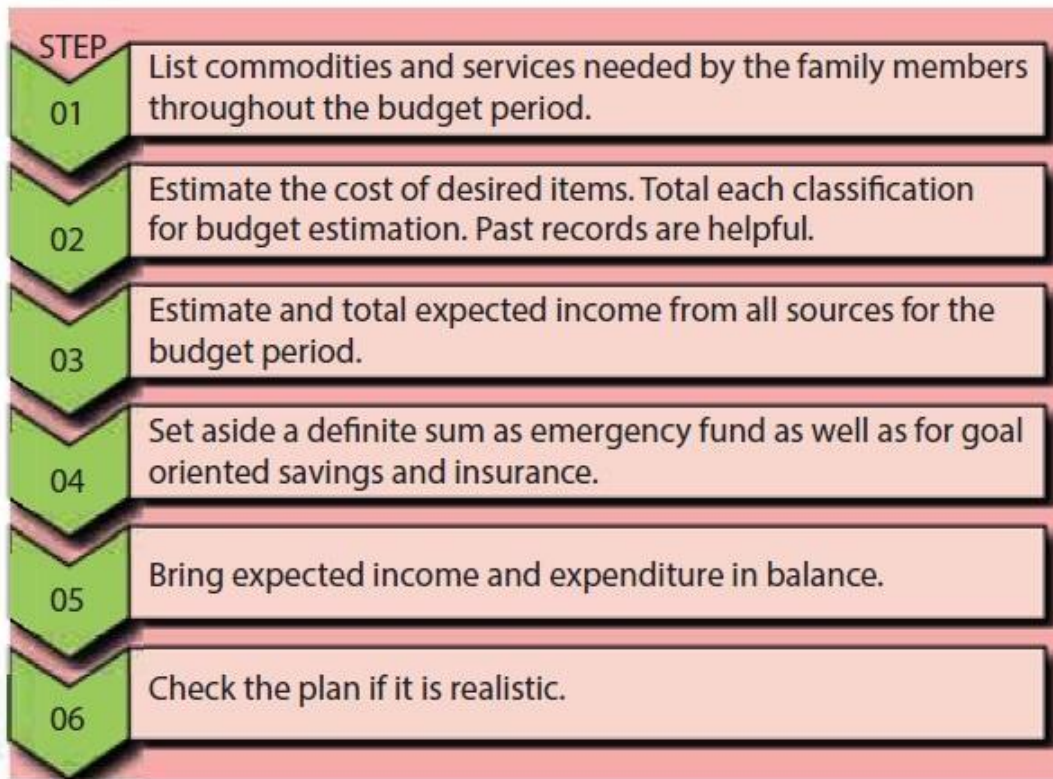 STEP
01
List commodities and services needed by the family members
throughout the budget period.
02
Estimate the cost of desired items. Total each classification
for budget estimation. Past records are helpful.
03
Estimate and total expected income from all sources for the
budget period.
04
Set aside a definite sum as emergency fund as well as for goal
oriented savings and insurance.
05
Bring expected income and expenditure in balance.
06
Check the plan if it is realistic.